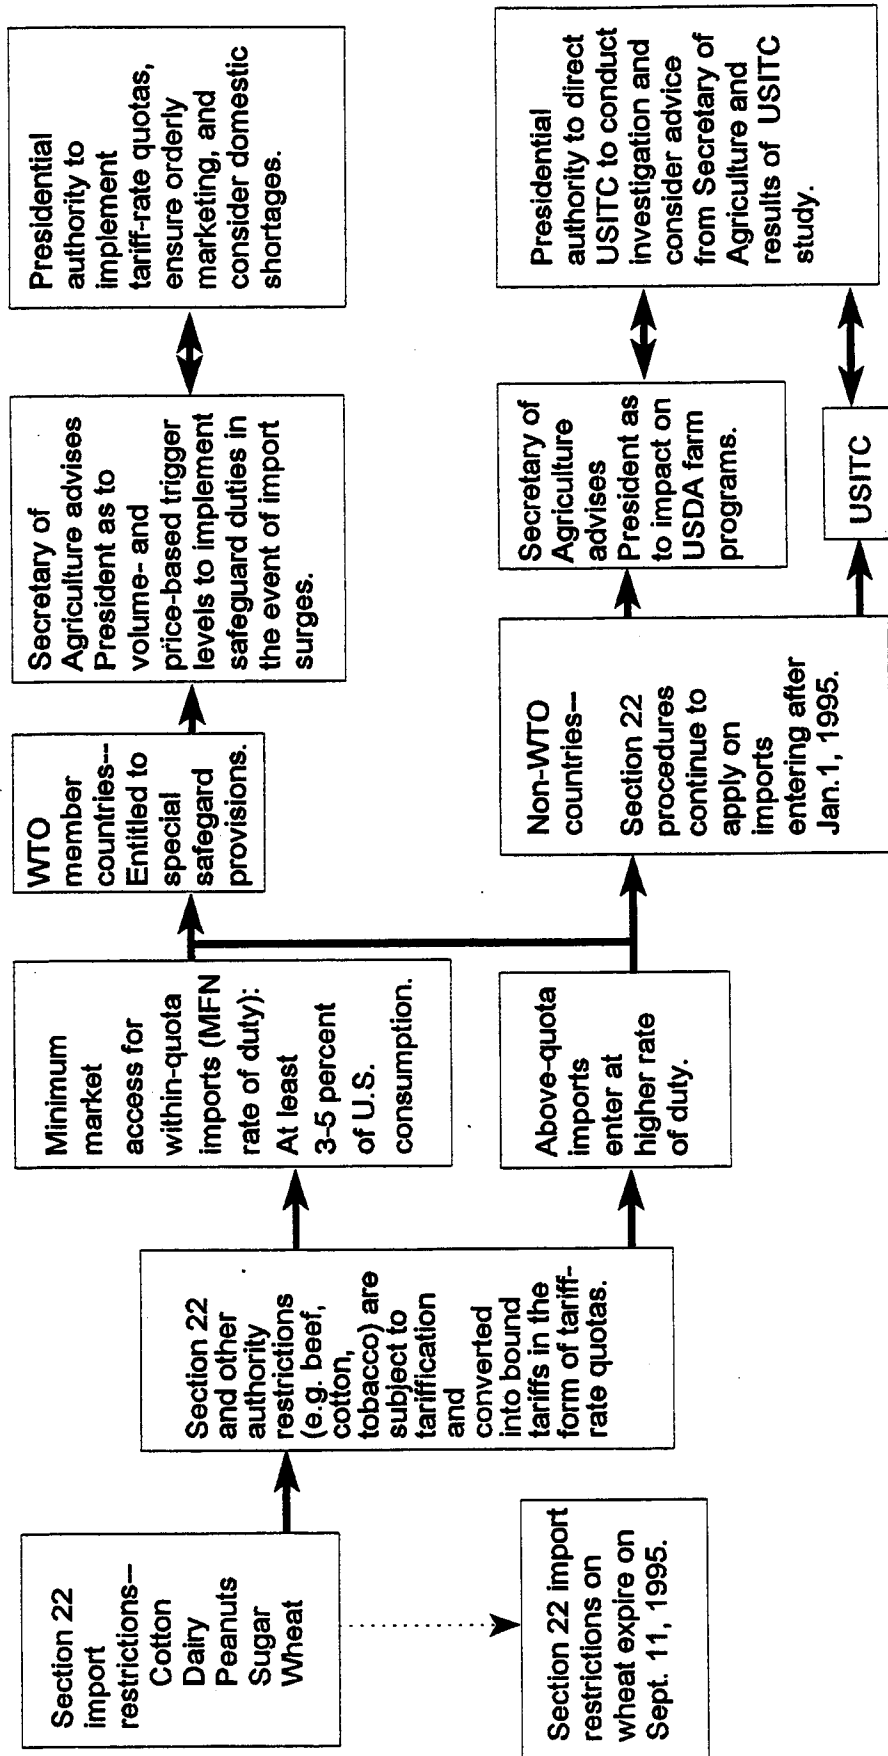 Section 22
import
restrictions--
Cotton
Dairy
Peanuts
Sugar
Wheat
Section 22 import
restrictions on
wheat expire on
Sept. 11, 1995.
Section 22
and other
authority
restrictions
(e.g. beef,
cotton,
tobacco) are
subject to
tariffication
and
converted
into bound
tariffs in the
form of tariff-
rate quotas.
Minimum
market
access for
within-quota
imports (MFN
rate of duty):
At least
3-5 percent
of U.S.
consumption.
Above-quota
imports
enter at
higher rate
of duty.
WTO
member
countries--
Entitled to
special
safegard
provisions.
Non-WTO
countries--
Section 22
procedures
continue to
apply on
imports
entering after
Jan.1, 1995.
Secretary of
Agriculture advises
President as to
volume- and
price-based trigger
levels to implement
safeguard duties in
the event of import
surges.
Secretary of
Agriculture
advises
President as
to impact on
USDA farm
programs.
USITC
Presidential
authority to
implement
tariff-rate quotas,
ensure orderly
marketing, and
consider domestic
shortages.
Presidential
authority to direct
USITC to conduct
investigation and
consider advice
from Secretary of
Agriculture and
results of USITC
study.